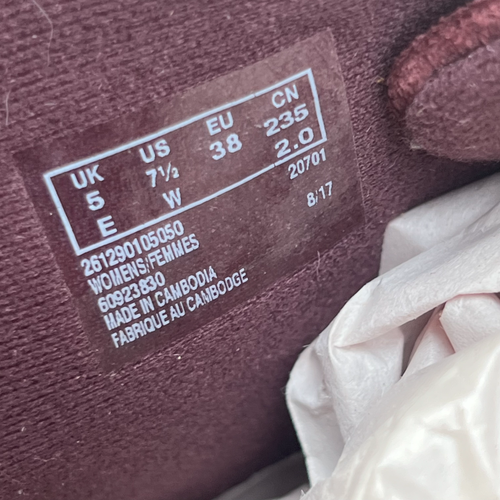 UK US EU CN
5 7½ 38 235
E W 2.0
20701
261290105050 8/17
WOMENS/FEMMES
60923830
MADE IN CAMBODIA
FABRIQUE AU CAMBODGE